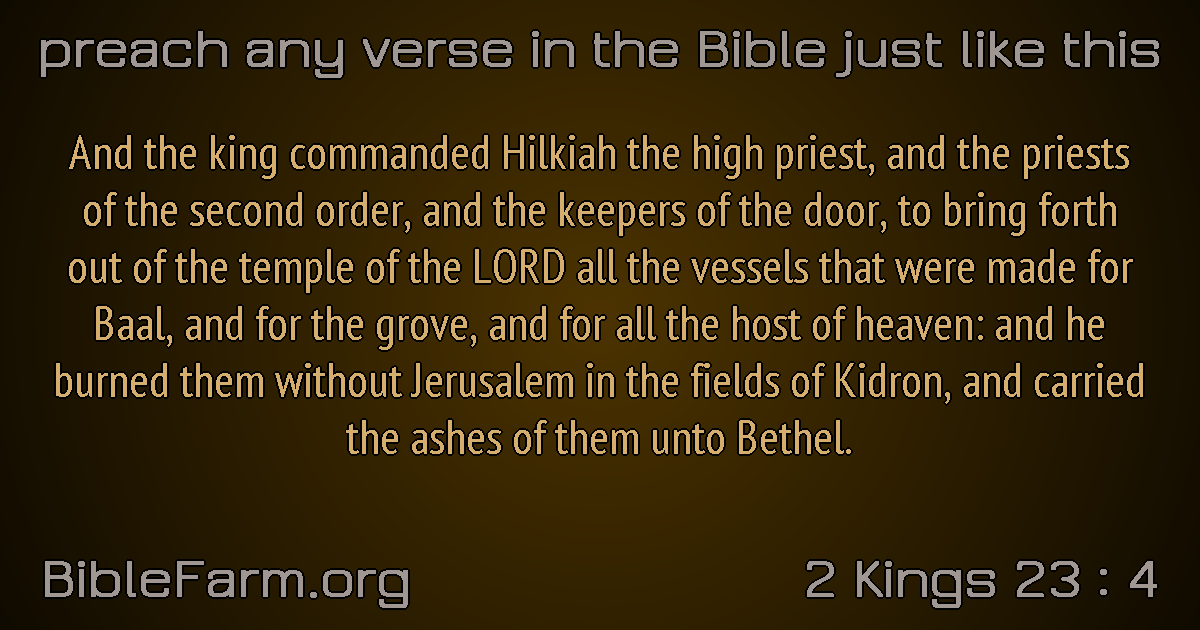 preach any verse in the Bible just like this
And the king commanded Hilkiah the high priest, and the priests
of the second order, and the keepers of the door, to bring forth
out of the temple of the LORD all the vessels that were made for
Baal, and for the grove, and for all the host of heaven: and he
burned them without Jerusalem in the fields of Kidron, and carried
the ashes of them unto Bethel.
BibleFarm.org
2 Kings 23 : 4